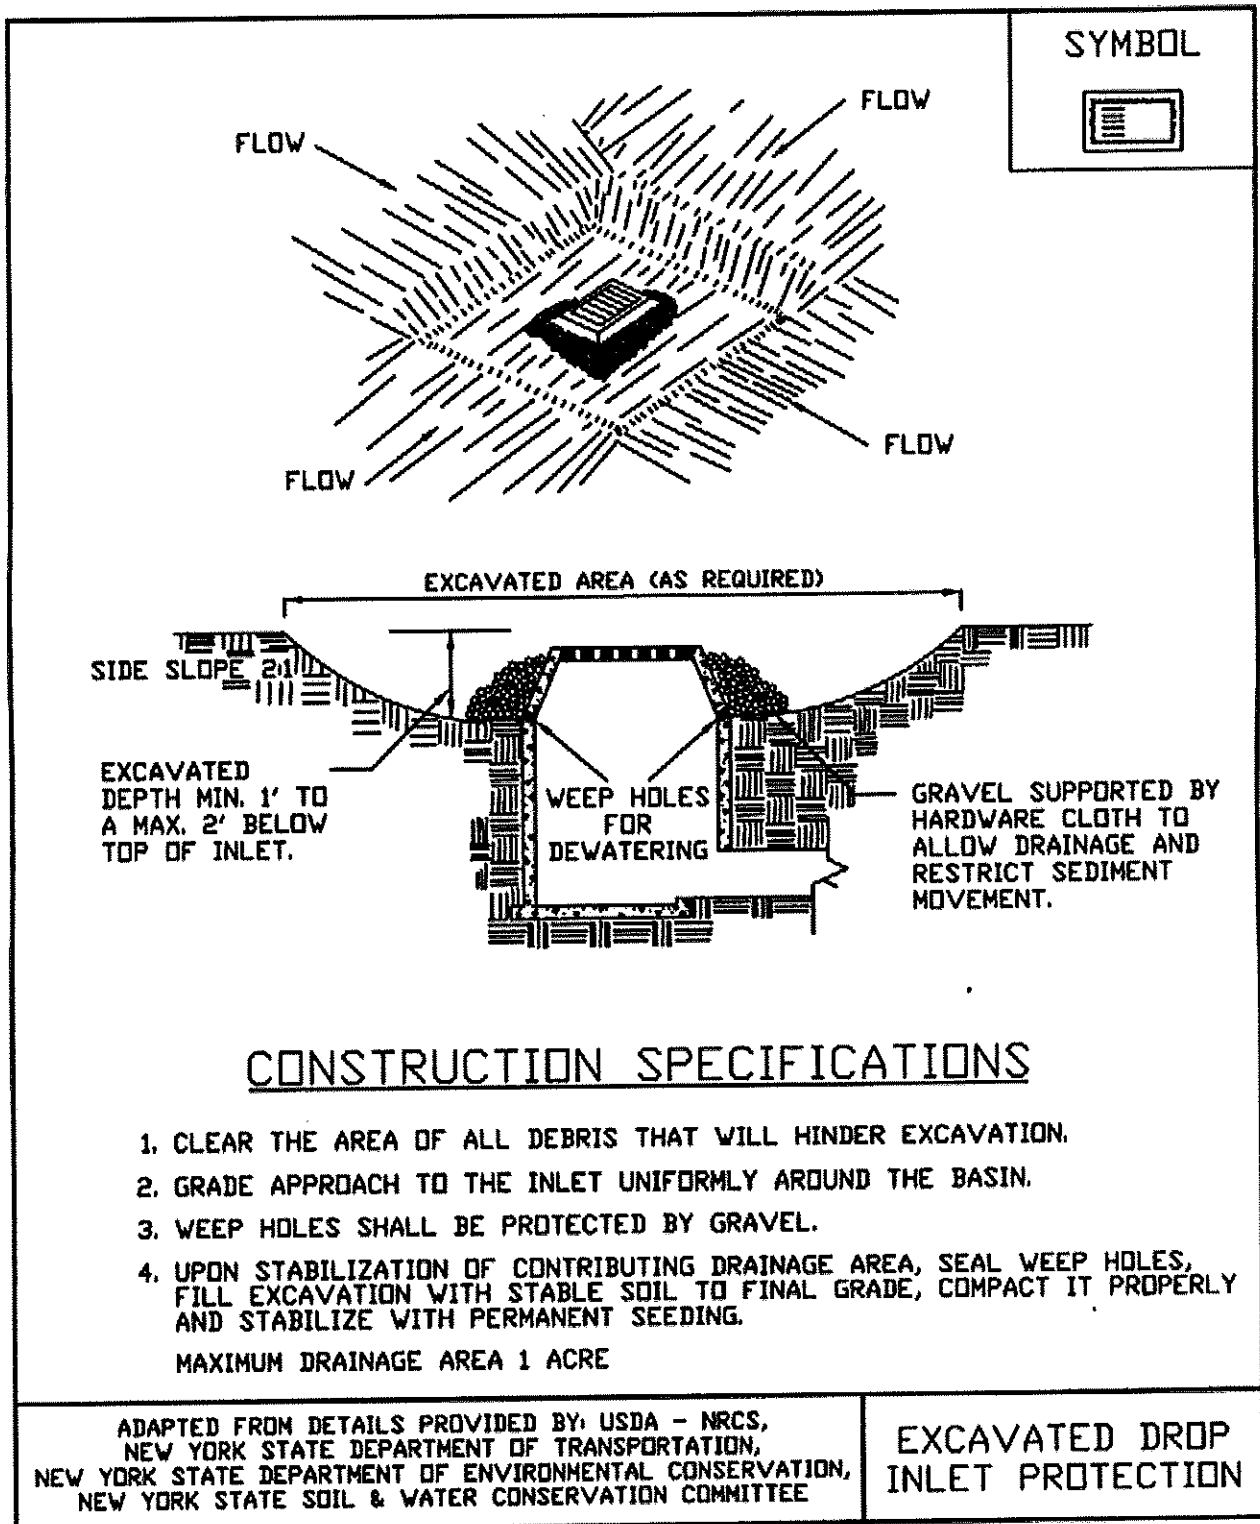 SYMBOL
FLOW
FLOW
FLOW
FLOW
EXCAVATED AREA (AS REQUIRED)
SIDE SLOPE 2:1
EXCAVATED
DEPTH MIN. 1' TO
A MAX. 2' BELOW
TOP OF INLET.
WEEP HOLES
FOR
DEWATERING
GRAVEL SUPPORTED BY
HARDWARE CLOTH TO
ALLOW DRAINAGE AND
RESTRICT SEDIMENT
MOVEMENT.
CONSTRUCTION SPECIFICATIONS
1. CLEAR THE AREA OF ALL DEBRIS THAT WILL HINDER EXCAVATION.
2. GRADE APPROACH TO THE INLET UNIFORMLY AROUND THE BASIN.
3. WEEP HOLES SHALL BE PROTECTED BY GRAVEL.
4. UPON STABILIZATION OF CONTRIBUTING DRAINAGE AREA, SEAL WEEP HOLES,
FILL EXCAVATION WITH STABLE SOIL TO FINAL GRADE, COMPACT IT PROPERLY
AND STABILIZE WITH PERMANENT SEEDING.
MAXIMUM DRAINAGE AREA 1 ACRE
ADAPTED FROM DETAILS PROVIDED BY: USDA - NRCS,
NEW YORK STATE DEPARTMENT OF TRANSPORTATION,
NEW YORK STATE DEPARTMENT OF ENVIRONMENTAL CONSERVATION,
NEW YORK STATE SOIL & WATER CONSERVATION COMMITTEE
EXCAVATED DROP
INLET PROTECTION